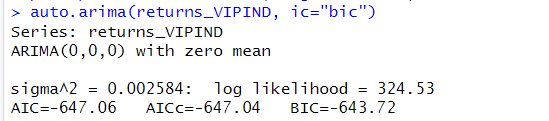 > auto.arima(returns_VIPIND, ic="bic")
Series: returns_VIPIND
ARIMA(0,0,0) with zero mean
sigma^2 = 0.002584:  log likelihood = 324.53
AIC=-647.06   AICc=-647.04   BIC=-643.72